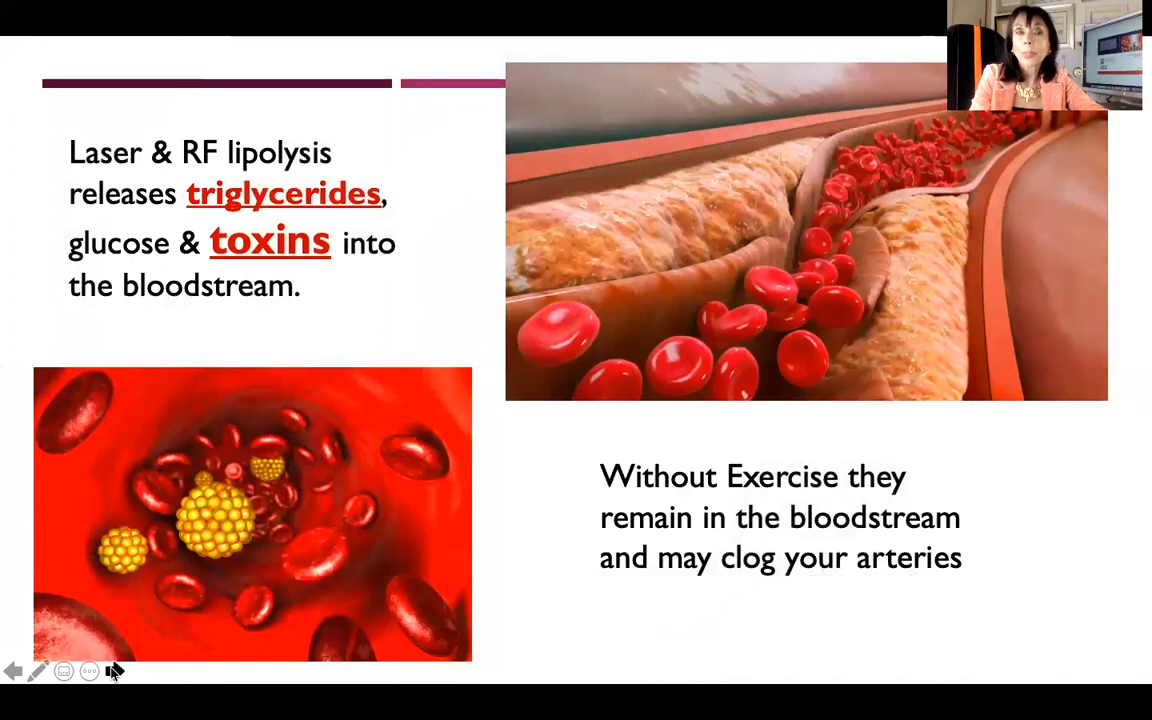 Laser & RF lipolysis
releases triglycerides,
glucose & toxins into
the bloodstream.
Without Exercise they
remain in the bloodstream
and may clog your arteries